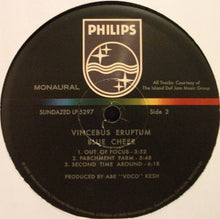 PHILIPS
MONAURAL
All Tracks: Courtesy of
The Island Def Jam Music Group
SUNDAZED LP 5297
Side 2
VINCEBUS ERUPTUM
BLUE CHEER
1. OUT OF FOCUS - 3:52
2. PARCHMENT FARM - 5:48
3. SECOND TIME AROUND - 6:18
PRODUCED BY ABE "VOCO" KESH